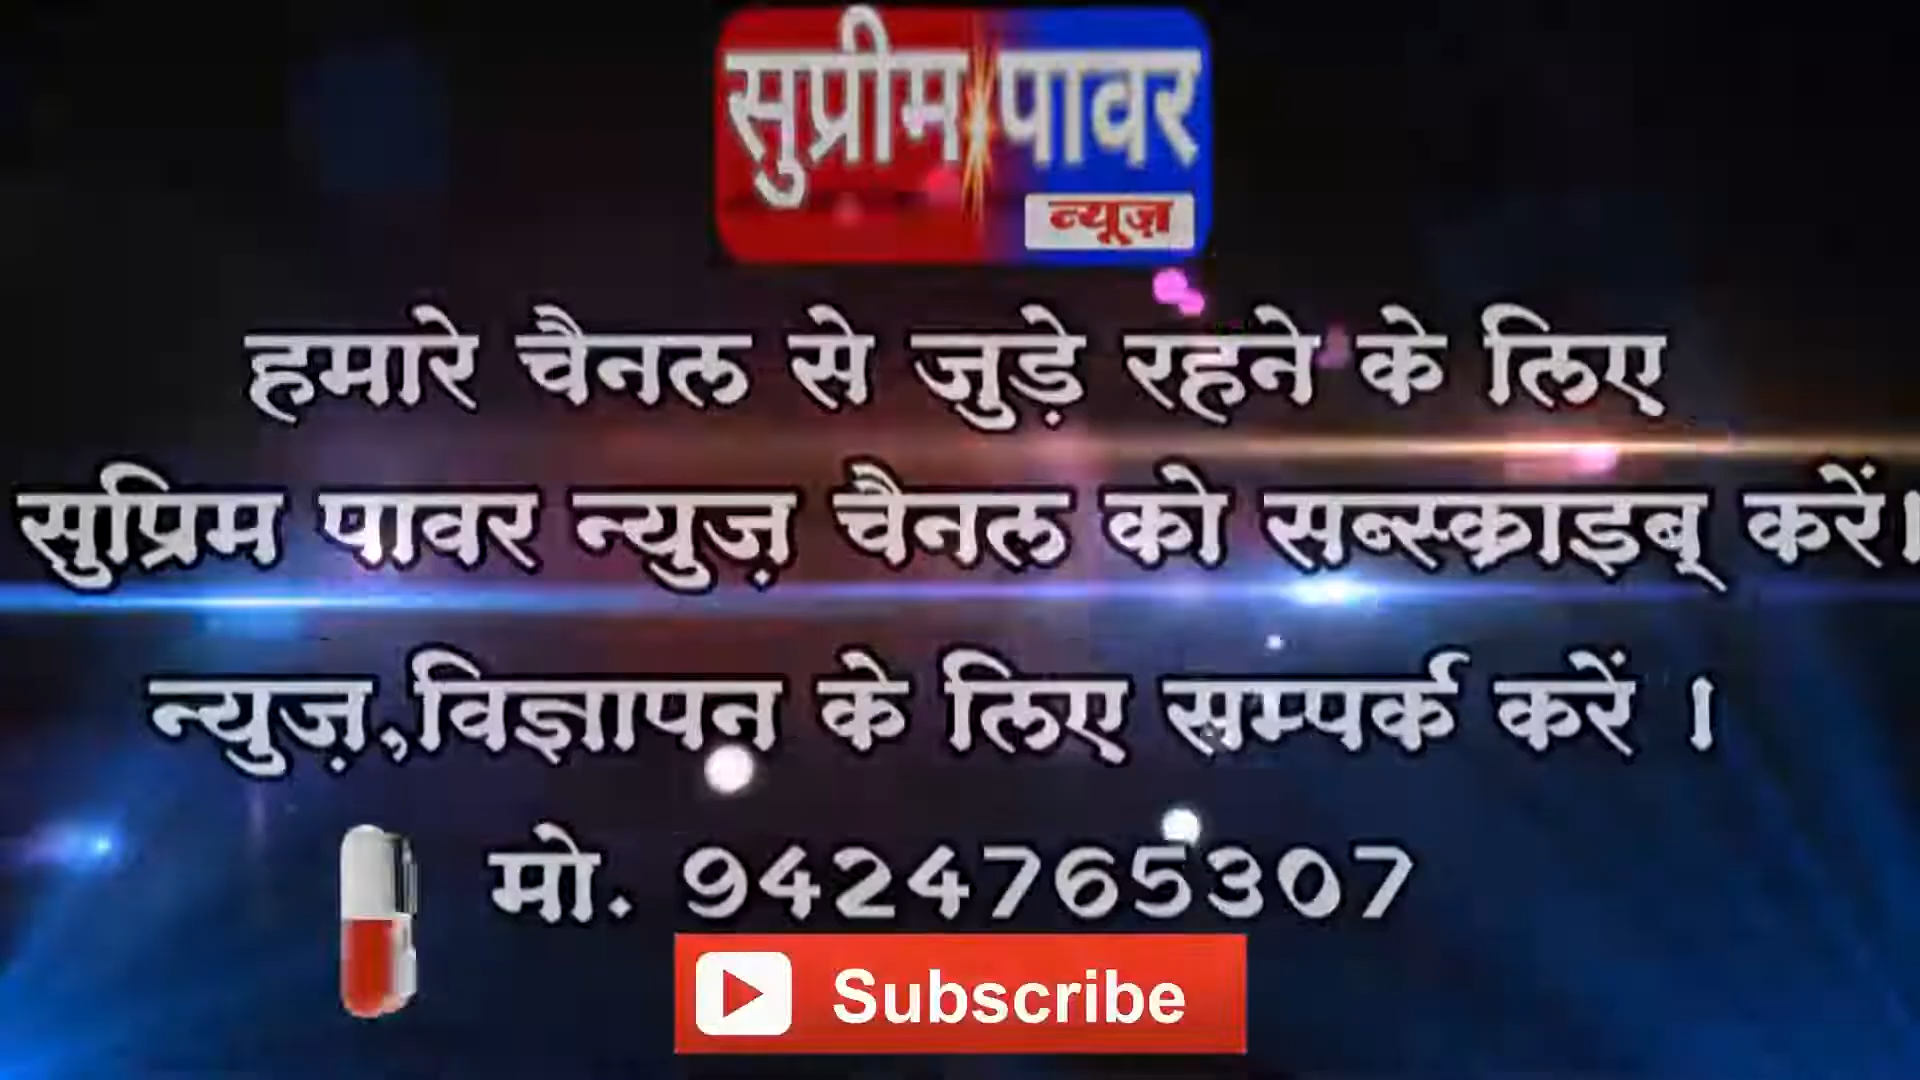 सुप्रीम पावर
न्यूज़
हमारे चैनल से जुड़े रहने के लिए
सुप्रिम पावर न्युज़ चैनल को सब्स्क्राइब् करें।
न्युज़,विज्ञापन के लिए सम्पर्क करें ।
मो. 9424765307
Subscribe